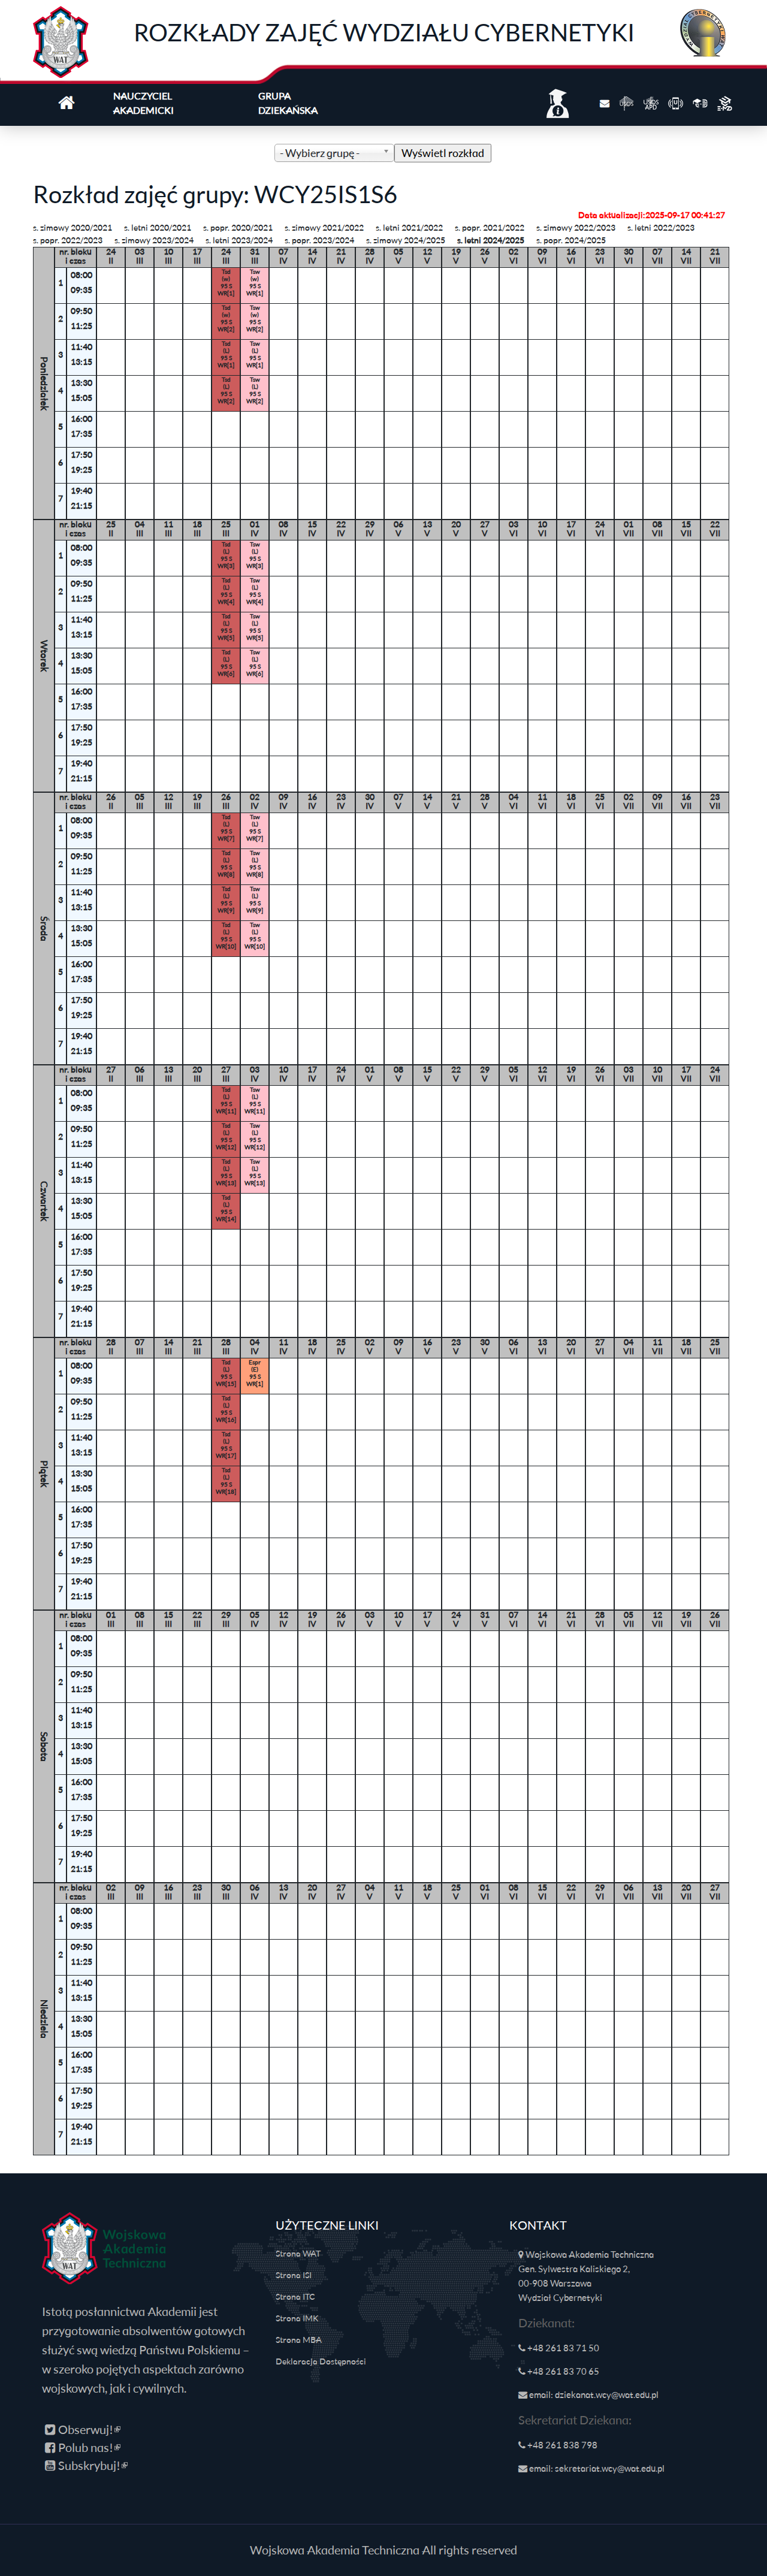 ROZKŁADY ZAJĘĆ WYDZIAŁU CYBERNETYKI
WAT
NAUCZYCIEL
AKADEMICKI
GRUPA
DZIEKAŃSKA
- Wybierz grupę -
Wyświetl rozkład
Rozkład zajęć grupy: WCY25IS1S6
Data aktualizacji:2025-09-17 00:41:27
s. zimowy 2020/2021 s. letni 2020/2021 s. popr. 2020/2021 s. zimowy 2021/2022 s. letni 2021/2022 s. popr. 2021/2022 s. zimowy 2022/2023 s. letni 2022/2023
s. popr. 2022/2023 s. zimowy 2023/2024 s. letni 2023/2024 s. popr. 2023/2024 s. zimowy 2024/2025 s. letni 2024/2025 s. popr. 2024/2025
Poniedziałek
nr. bloku 24 03 10 17 24 31 07 14 21 28 05 12 19 26 02 09 16 23 30 07 14 21
i czas II III III III III III IV IV IV IV V V V V VI VI VI VI VI VII VII VII
1 08:00 09:35 Tsd (w) 95 S WR[1] Tsw (w) 95 S WR[1]
2 09:50 11:25 Tsd (w) 95 S WR[2] Tsw (w) 95 S WR[2]
3 11:40 13:15 Tsd (L) 95 S WR[1] Tsw (L) 95 S WR[1]
4 13:30 15:05 Tsd (L) 95 S WR[2] Tsw (L) 95 S WR[2]
5 16:00 17:35
6 17:50 19:25
7 19:40 21:15
Wtorek
nr. bloku 25 04 11 18 25 01 08 15 22 29 06 13 20 27 03 10 17 24 01 08 15 22
i czas II III III III III IV IV IV IV IV V V V V VI VI VI VI VII VII VII VII
1 08:00 09:35 Tsd (L) 95 S WR[3] Tsw (L) 95 S WR[3]
2 09:50 11:25 Tsd (L) 95 S WR[4] Tsw (L) 95 S WR[4]
3 11:40 13:15 Tsd (L) 95 S WR[5] Tsw (L) 95 S WR[5]
4 13:30 15:05 Tsd (L) 95 S WR[6] Tsw (L) 95 S WR[6]
5 16:00 17:35
6 17:50 19:25
7 19:40 21:15
Środa
nr. bloku 26 05 12 19 26 02 09 16 23 30 07 14 21 28 04 11 18 25 02 09 16 23
i czas II III III III III IV IV IV IV IV V V V V VI VI VI VI VII VII VII VII
1 08:00 09:35 Tsd (L) 95 S WR[7] Tsw (L) 95 S WR[7]
2 09:50 11:25 Tsd (L) 95 S WR[8] Tsw (L) 95 S WR[8]
3 11:40 13:15 Tsd (L) 95 S WR[9] Tsw (L) 95 S WR[9]
4 13:30 15:05 Tsd (L) 95 S WR[10] Tsw (L) 95 S WR[10]
5 16:00 17:35
6 17:50 19:25
7 19:40 21:15
Czwartek
nr. bloku 27 06 13 20 27 03 10 17 24 01 08 15 22 29 05 12 19 26 03 10 17 24
i czas II III III III III IV IV IV IV V V V V V VI VI VI VI VII VII VII VII
1 08:00 09:35 Tsd (L) 95 S WR[11] Tsw (L) 95 S WR[11]
2 09:50 11:25 Tsd (L) 95 S WR[12] Tsw (L) 95 S WR[12]
3 11:40 13:15 Tsd (L) 95 S WR[13] Tsw (L) 95 S WR[13]
4 13:30 15:05 Tsd (L) 95 S WR[14]
5 16:00 17:35
6 17:50 19:25
7 19:40 21:15
Piątek
nr. bloku 28 07 14 21 28 04 11 18 25 02 09 16 23 30 06 13 20 27 04 11 18 25
i czas II III III III III IV IV IV IV V V V V V VI VI VI VI VII VII VII VII
1 08:00 09:35 Tsd (L) 95 S WR[15] Espr (E) 95 S WR[1]
2 09:50 11:25 Tsd (L) 95 S WR[16]
3 11:40 13:15 Tsd (L) 95 S WR[17]
4 13:30 15:05 Tsd (L) 95 S WR[18]
5 16:00 17:35
6 17:50 19:25
7 19:40 21:15
Sobota
nr. bloku 01 08 15 22 29 05 12 19 26 03 10 17 24 31 07 14 21 28 05 12 19 26
i czas III III III III III IV IV IV IV V V V V V VI VI VI VI VII VII VII VII
1 08:00 09:35
2 09:50 11:25
3 11:40 13:15
4 13:30 15:05
5 16:00 17:35
6 17:50 19:25
7 19:40 21:15
Niedziela
nr. bloku 02 09 16 23 30 06 13 20 27 04 11 18 25 01 08 15 22 29 06 13 20 27
i czas III III III III III IV IV IV IV V V V V VI VI VI VI VI VII VII VII VII
1 08:00 09:35
2 09:50 11:25
3 11:40 13:15
4 13:30 15:05
5 16:00 17:35
6 17:50 19:25
7 19:40 21:15
WAT
Wojskowa
Akademia
Techniczna
Istotą posłannictwa Akademii jest
przygotowanie absolwentów gotowych
służyć swą wiedzą Państwu Polskiemu –
w szeroko pojętych aspektach zarówno
wojskowych, jak i cywilnych.
Obserwuj!
Polub nas!
Subskrybuj!
UŻYTECZNE LINKI
Strona WAT
Strona ISI
Strona ITC
Strona IMK
Strona MBA
Deklaracja Dostępności
KONTAKT
Wojskowa Akademia Techniczna
Gen. Sylwestra Kaliskiego 2,
00-908 Warszawa
Wydział Cybernetyki
Dziekanat:
+48 261 83 71 50
+48 261 83 70 65
email: dziekanat.wcy@wat.edu.pl
Sekretariat Dziekana:
+48 261 838 798
email: sekretariat.wcy@wat.edu.pl
Wojskowa Akademia Techniczna All rights reserved